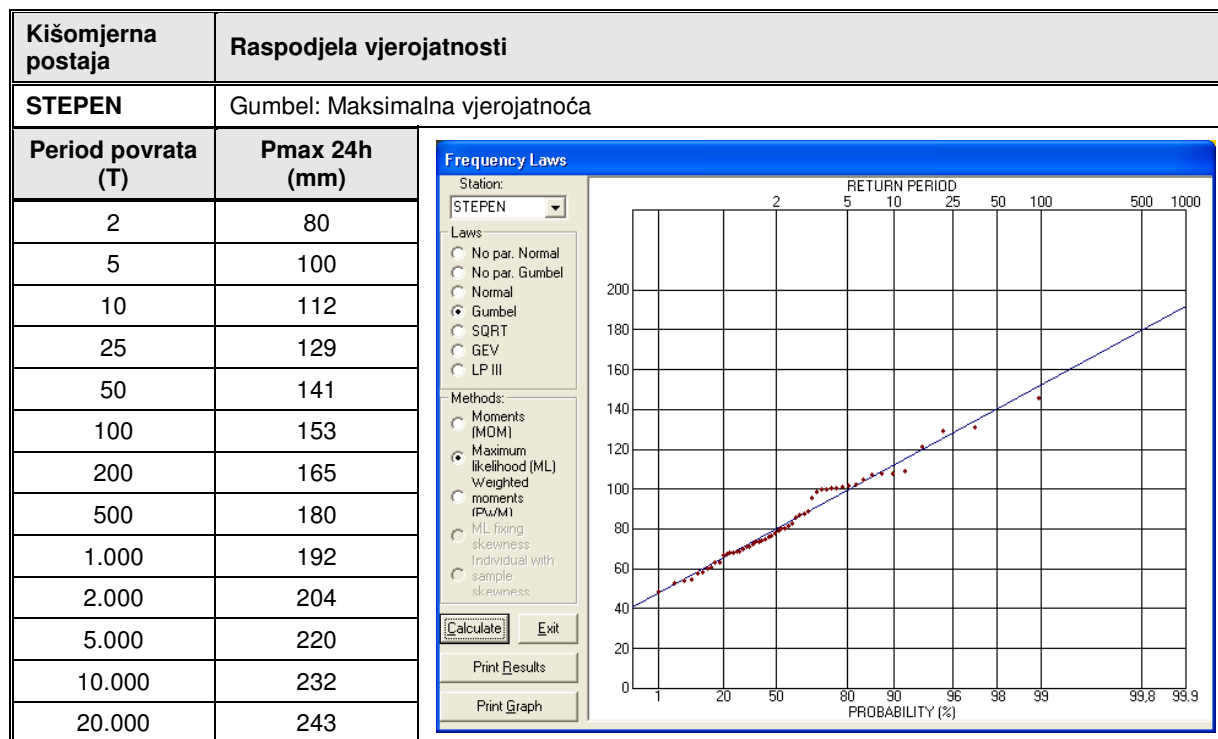 Kišomjerna
postaja
Raspodjela vjerojatnosti
STEPEN
Gumbel: Maksimalna vjerojatnoća
Period povrata
(T)
Pmax 24h
(mm)
2 80
5 100
10 112
25 129
50 141
100 153
200 165
500 180
1.000 192
2.000 204
5.000 220
10.000 232
20.000 243
Frequency Laws
Station:
STEPEN
Laws
No par. Normal
No par. Gumbel
Normal
Gumbel
SQRT
GEV
LP III
Methods:
Moments
(MOM)
Maximum
likelihood (ML)
Weighted
moments
(PWM)
ML fixing
skewness
Individual with
sample
skewness
Calculate Exit
Print Results
Print Graph
RETURN PERIOD
2 5 10 25 50 100 500 1000
200
180
160
140
120
100
80
60
40
20
0
1 20 50 80 90 96 98 99 99,8 99.9
PROBABILITY (%)